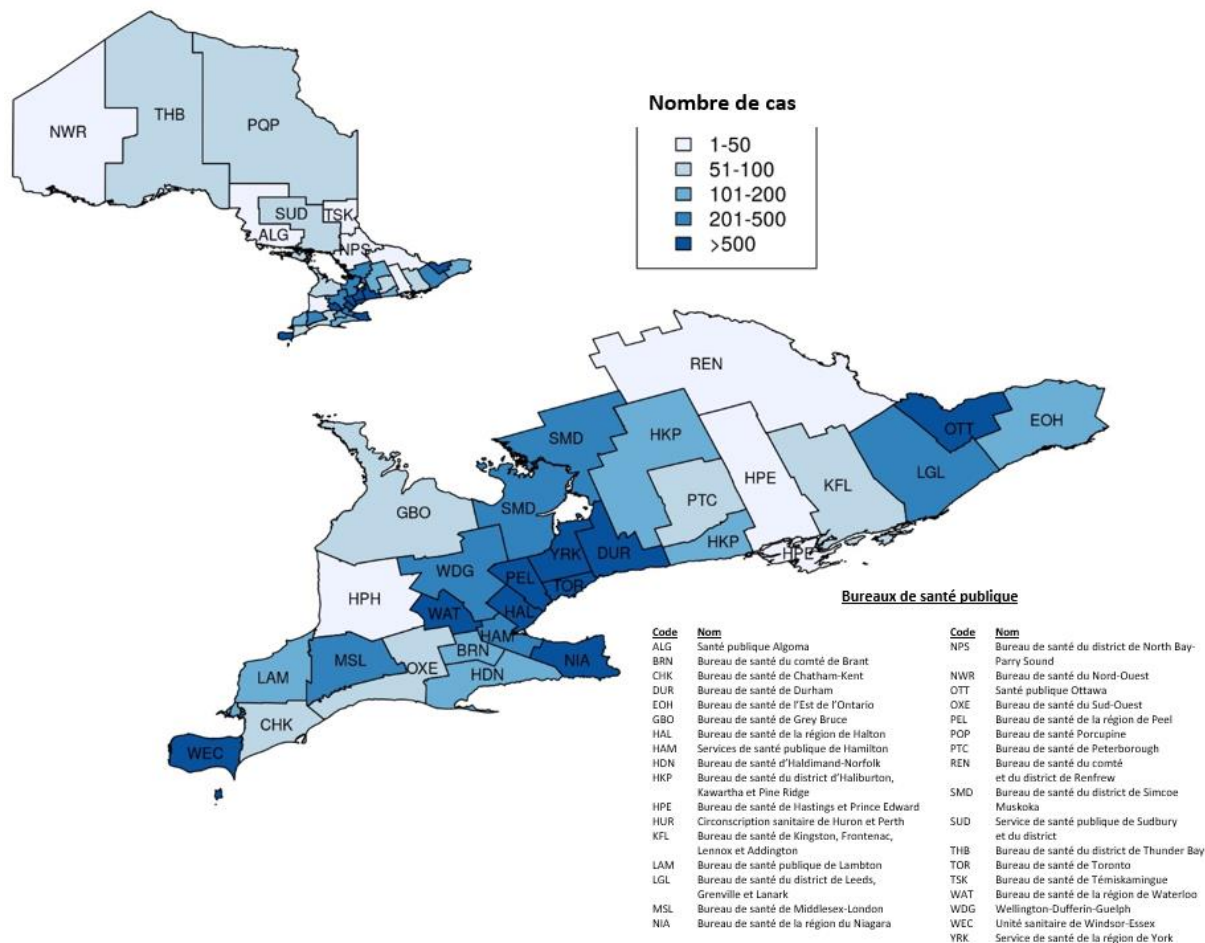 Nombre de cas
1-50
51-100
101-200
201-500
>500
NWR
THB
PQP
SUD
TSK
ALG
NPS
REN
SMD
HKP
OTT
EOH
LGL
HPE
KFL
PTC
GBO
SMD
YRK
DUR
HKP
HPE
WDG
PEL
TOR
HPH
WAT
HAL
HAM
BRN
OXE
MSL
NIA
LAM
HDN
CHK
WEC
Bureaux de santé publique
Code Nom
ALG Santé publique Algoma
BRN Bureau de santé du comté de Brant
CHK Bureau de santé de Chatham-Kent
DUR Bureau de santé de Durham
EOH Bureau de santé de l'Est de l'Ontario
GBO Bureau de santé de Grey Bruce
HAL Bureau de santé de la région de Halton
HAM Services de santé publique de Hamilton
HDN Bureau de santé d'Haldimand-Norfolk
HKP Bureau de santé du district d'Haliburton,
Kawartha et Pine Ridge
HPE Bureau de santé de Hastings et Prince Edward
HUR Circonscription sanitaire de Huron et Perth
KFL Bureau de santé de Kingston, Frontenac,
Lennox et Addington
LAM Bureau de santé publique de Lambton
LGL Bureau de santé du district de Leeds,
Grenville et Lanark
MSL Bureau de santé de Middlesex-London
NIA Bureau de santé de la région du Niagara
Code Nom
NPS Bureau de santé du district de North Bay-
Parry Sound
NWR Bureau de santé du Nord-Ouest
OTT Santé publique Ottawa
OXE Bureau de santé du Sud-Ouest
PEL Bureau de santé de la région de Peel
POP Bureau de santé Porcupine
PTC Bureau de santé de Peterborough
REN Bureau de santé du comté
et du district de Renfrew
SMD Bureau de santé du district de Simcoe
Muskoka
SUD Service de santé publique de Sudbury
et du district
THB Bureau de santé du district de Thunder Bay
TOR Bureau de santé de Toronto
TSK Bureau de santé de Témiskamingue
WAT Bureau de santé de la région de Waterloo
WDG Wellington-Dufferin-Guelph
WEC Unité sanitaire de Windsor-Essex
YRK Service de santé de la région de York